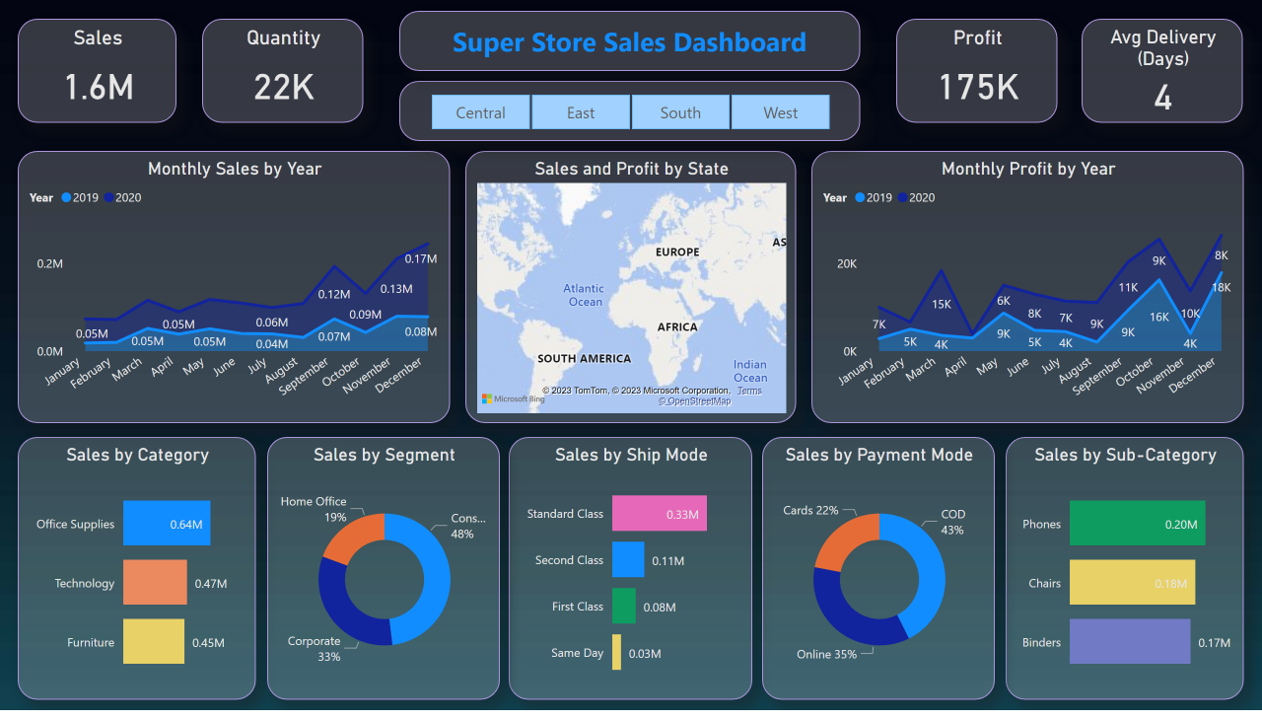 Sales
1.6M
Quantity
22K
Super Store Sales Dashboard
Central East South West
Profit
175K
Avg Delivery
(Days)
4
Monthly Sales by Year
Year 2019 2020
0.2M
0.0M
0.05M
0.05M
0.05M
0.05M
0.06M
0.04M
0.12M
0.07M
0.09M
0.13M
0.17M
0.08M
January
February
March
April
May
June
July
August
September
October
November
December
Sales and Profit by State
EUROPE
AS
Atlantic
Ocean
AFRICA
SOUTH AMERICA
Indian
Ocean
© 2023 TomTom, © 2023 Microsoft Corporation, Terms
© OpenStreetMap
Microsoft Bing
Monthly Profit by Year
Year 2019 2020
20K
0K
7K
5K
15K
4K
6K
9K
8K
5K
7K
4K
9K
11K
9K
9K
16K
10K
4K
8K
18K
January
February
March
April
May
June
July
August
September
October
November
December
Sales by Category
Office Supplies 0.64M
Technology 0.47M
Furniture 0.45M
Sales by Segment
Home Office
19%
Cons...
48%
Corporate
33%
Sales by Ship Mode
Standard Class 0.33M
Second Class 0.11M
First Class 0.08M
Same Day 0.03M
Sales by Payment Mode
Cards 22%
COD
43%
Online 35%
Sales by Sub-Category
Phones 0.20M
Chairs 0.18M
Binders 0.17M